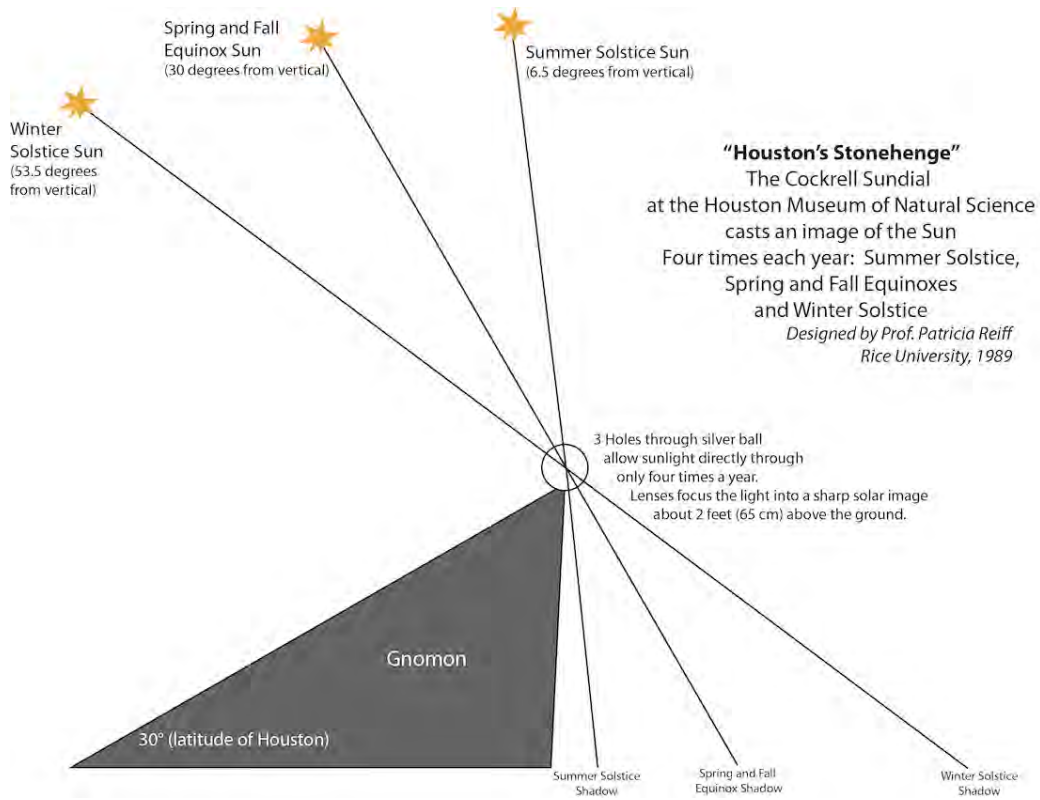 Spring and Fall
Equinox Sun
(30 degrees from vertical)
Summer Solstice Sun
(6.5 degrees from vertical)
Winter
Solstice Sun
(53.5 degrees
from vertical)
“Houston’s Stonehenge”
The Cockrell Sundial
at the Houston Museum of Natural Science
casts an image of the Sun
Four times each year:  Summer Solstice,
Spring and Fall Equinoxes
and Winter Solstice
Designed by Prof. Patricia Reiff
Rice University, 1989
3 Holes through silver ball
allow sunlight directly through
only four times a year.
Lenses focus the light into a sharp solar image
about 2 feet (65 cm) above the ground.
Gnomon
30° (latitude of Houston)
Summer Solstice
Shadow
Spring and Fall
Equinox Shadow
Winter Solstice
Shadow